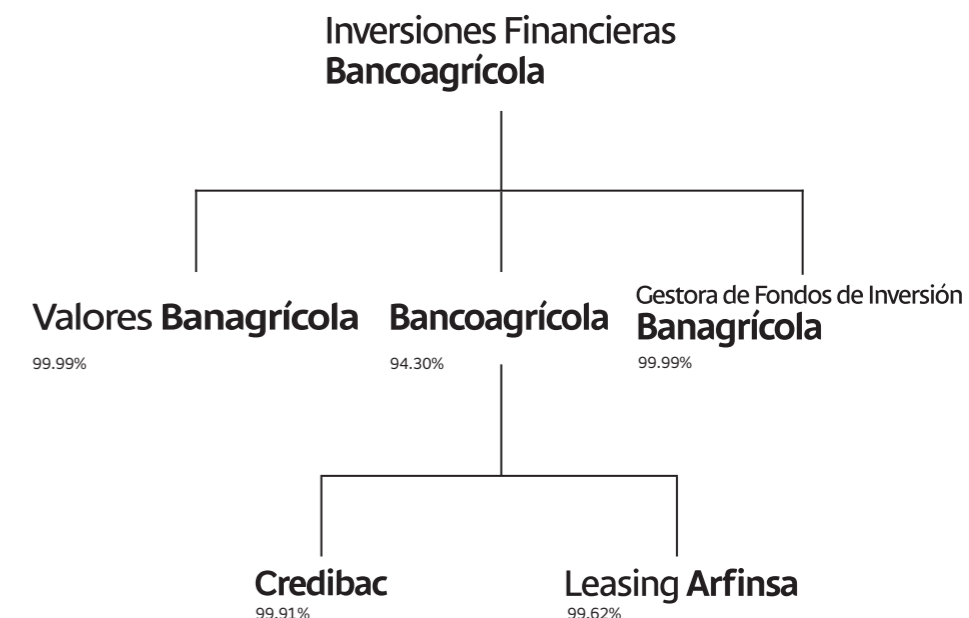 Inversiones Financieras
Bancoagrícola
Valores Banagrícola
99.99%
Bancoagrícola
94.30%
Gestora de Fondos de Inversión
Banagrícola
99.99%
Credibac
99.91%
Leasing Arfinsa
99.62%